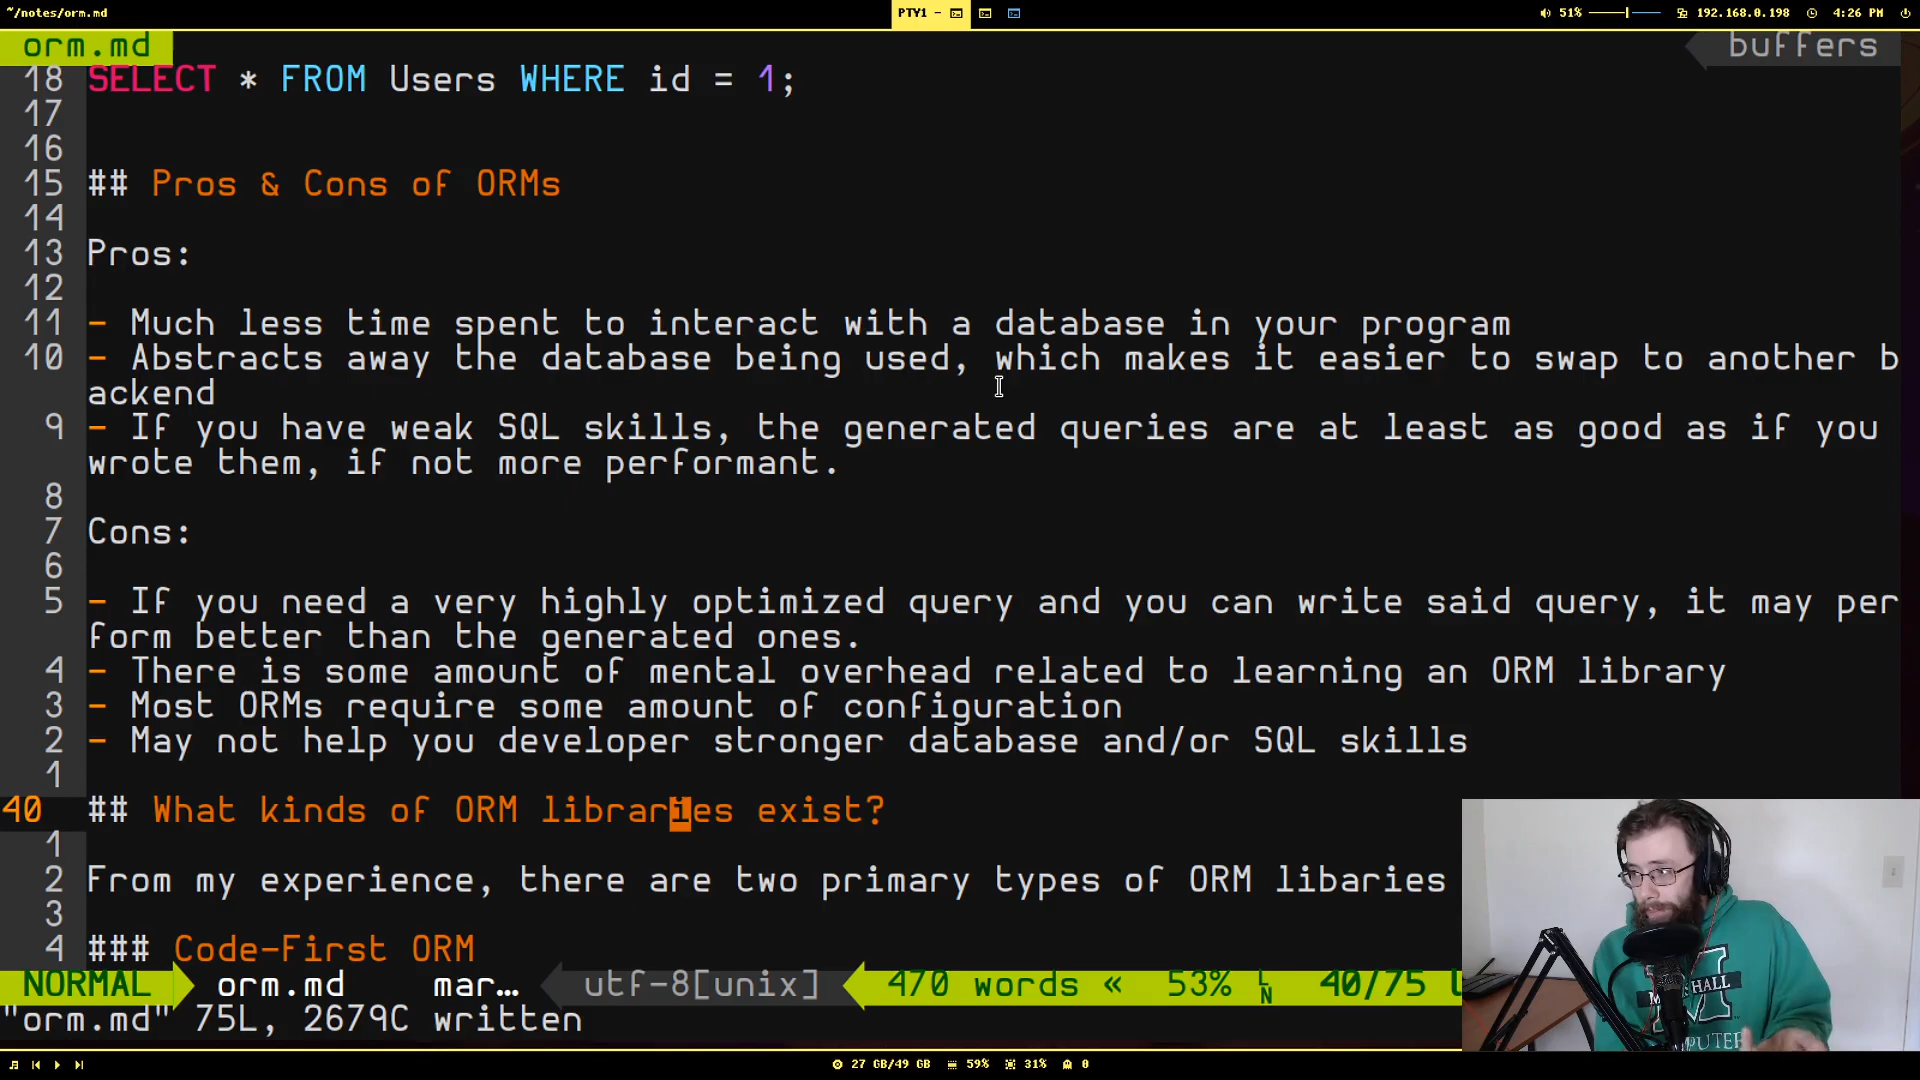 ~/notes/orm.md PTY1 - 51% 192.168.0.198 4:26 PM
orm.md buffers
18 SELECT * FROM Users WHERE id = 1;
17
16
15 ## Pros & Cons of ORMs
14
13 Pros:
12
11 - Much less time spent to interact with a database in your program
10 - Abstracts away the database being used, which makes it easier to swap to another b
ackend
9 - If you have weak SQL skills, the generated queries are at least as good as if you
wrote them, if not more performant.
8
7 Cons:
6
5 - If you need a very highly optimized query and you can write said query, it may per
form better than the generated ones.
4 - There is some amount of mental overhead related to learning an ORM library
3 - Most ORMs require some amount of configuration
2 - May not help you developer stronger database and/or SQL skills
1
40 ## What kinds of ORM libraries exist?
1
2 From my experience, there are two primary types of ORM libaries
3
4 ### Code-First ORM
NORMAL orm.md mar… utf-8[unix] 470 words « 53% LN 40/75
"orm.md" 75L, 2679C written
27 GB/49 GB 59% 31% 0